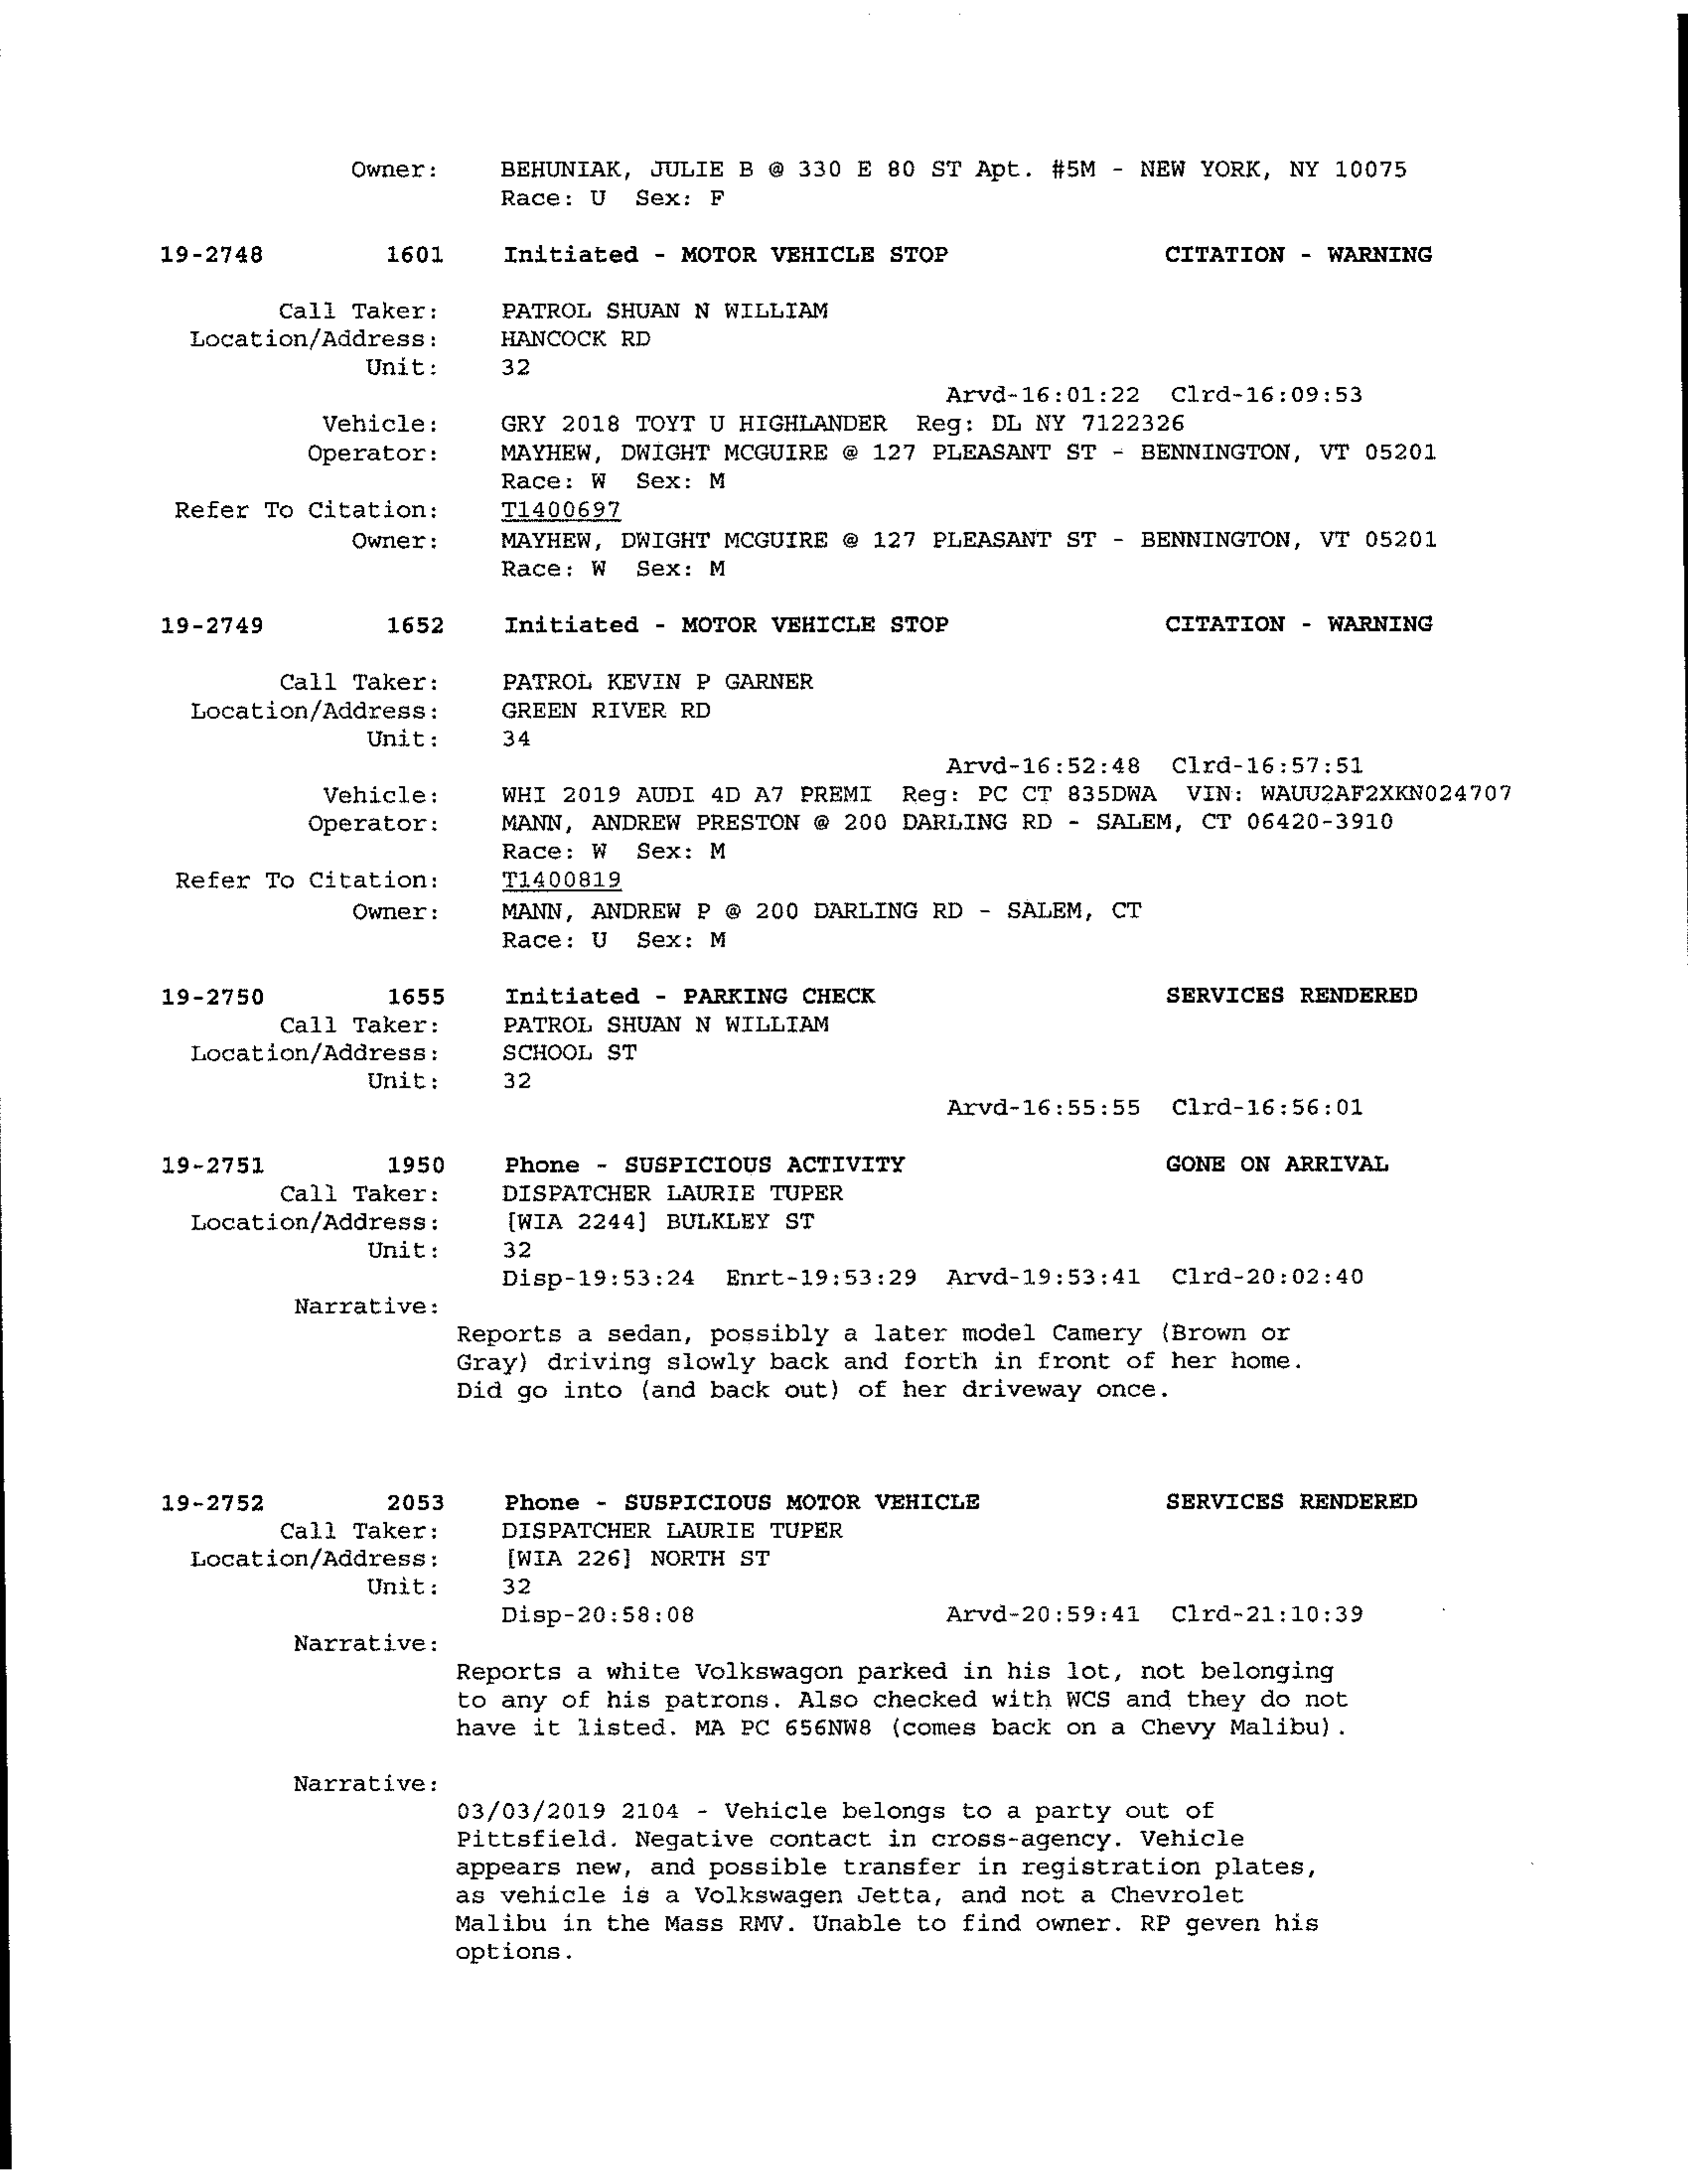 Owner: BEHUNIAK, JULIE B @ 330 E 80 ST Apt. #5M - NEW YORK, NY 10075
Race: U Sex: F
19-2748 1601 Initiated - MOTOR VEHICLE STOP CITATION - WARNING
Call Taker: PATROL SHUAN N WILLIAM
Location/Address: HANCOCK RD
Unit: 32
Arvd-16:01:22 Clrd-16:09:53
Vehicle: GRY 2018 TOYT U HIGHLANDER Reg: DL NY 7122326
Operator: MAYHEW, DWIGHT MCGUIRE @ 127 PLEASANT ST - BENNINGTON, VT 05201
Race: W Sex: M
Refer To Citation: T1400697
Owner: MAYHEW, DWIGHT MCGUIRE @ 127 PLEASANT ST - BENNINGTON, VT 05201
Race: W Sex: M
19-2749 1652 Initiated - MOTOR VEHICLE STOP CITATION - WARNING
Call Taker: PATROL KEVIN P GARNER
Location/Address: GREEN RIVER RD
Unit: 34
Arvd-16:52:48 Clrd-16:57:51
Vehicle: WHI 2019 AUDI 4D A7 PREMI Reg: PC CT 835DWA VIN: WAUU2AF2XKN024707
Operator: MANN, ANDREW PRESTON @ 200 DARLING RD - SALEM, CT 06420-3910
Race: W Sex: M
Refer To Citation: T1400819
Owner: MANN, ANDREW P @ 200 DARLING RD - SALEM, CT
Race: U Sex: M
19-2750 1655 Initiated - PARKING CHECK SERVICES RENDERED
Call Taker: PATROL SHUAN N WILLIAM
Location/Address: SCHOOL ST
Unit: 32
Arvd-16:55:55 Clrd-16:56:01
19-2751 1950 Phone - SUSPICIOUS ACTIVITY GONE ON ARRIVAL
Call Taker: DISPATCHER LAURIE TUPER
Location/Address: [WIA 2244] BULKLEY ST
Unit: 32
Disp-19:53:24 Enrt-19:53:29 Arvd-19:53:41 Clrd-20:02:40
Narrative:
Reports a sedan, possibly a later model Camery (Brown or
Gray) driving slowly back and forth in front of her home.
Did go into (and back out) of her driveway once.
19-2752 2053 Phone - SUSPICIOUS MOTOR VEHICLE SERVICES RENDERED
Call Taker: DISPATCHER LAURIE TUPER
Location/Address: [WIA 226] NORTH ST
Unit: 32
Disp-20:58:08 Arvd-20:59:41 Clrd-21:10:39
Narrative:
Reports a white Volkswagon parked in his lot, not belonging
to any of his patrons. Also checked with WCS and they do not
have it listed. MA PC 656NW8 (comes back on a Chevy Malibu).
Narrative:
03/03/2019 2104 - Vehicle belongs to a party out of
Pittsfield. Negative contact in cross-agency. Vehicle
appears new, and possible transfer in registration plates,
as vehicle is a Volkswagen Jetta, and not a Chevrolet
Malibu in the Mass RMV. Unable to find owner. RP geven his
options.